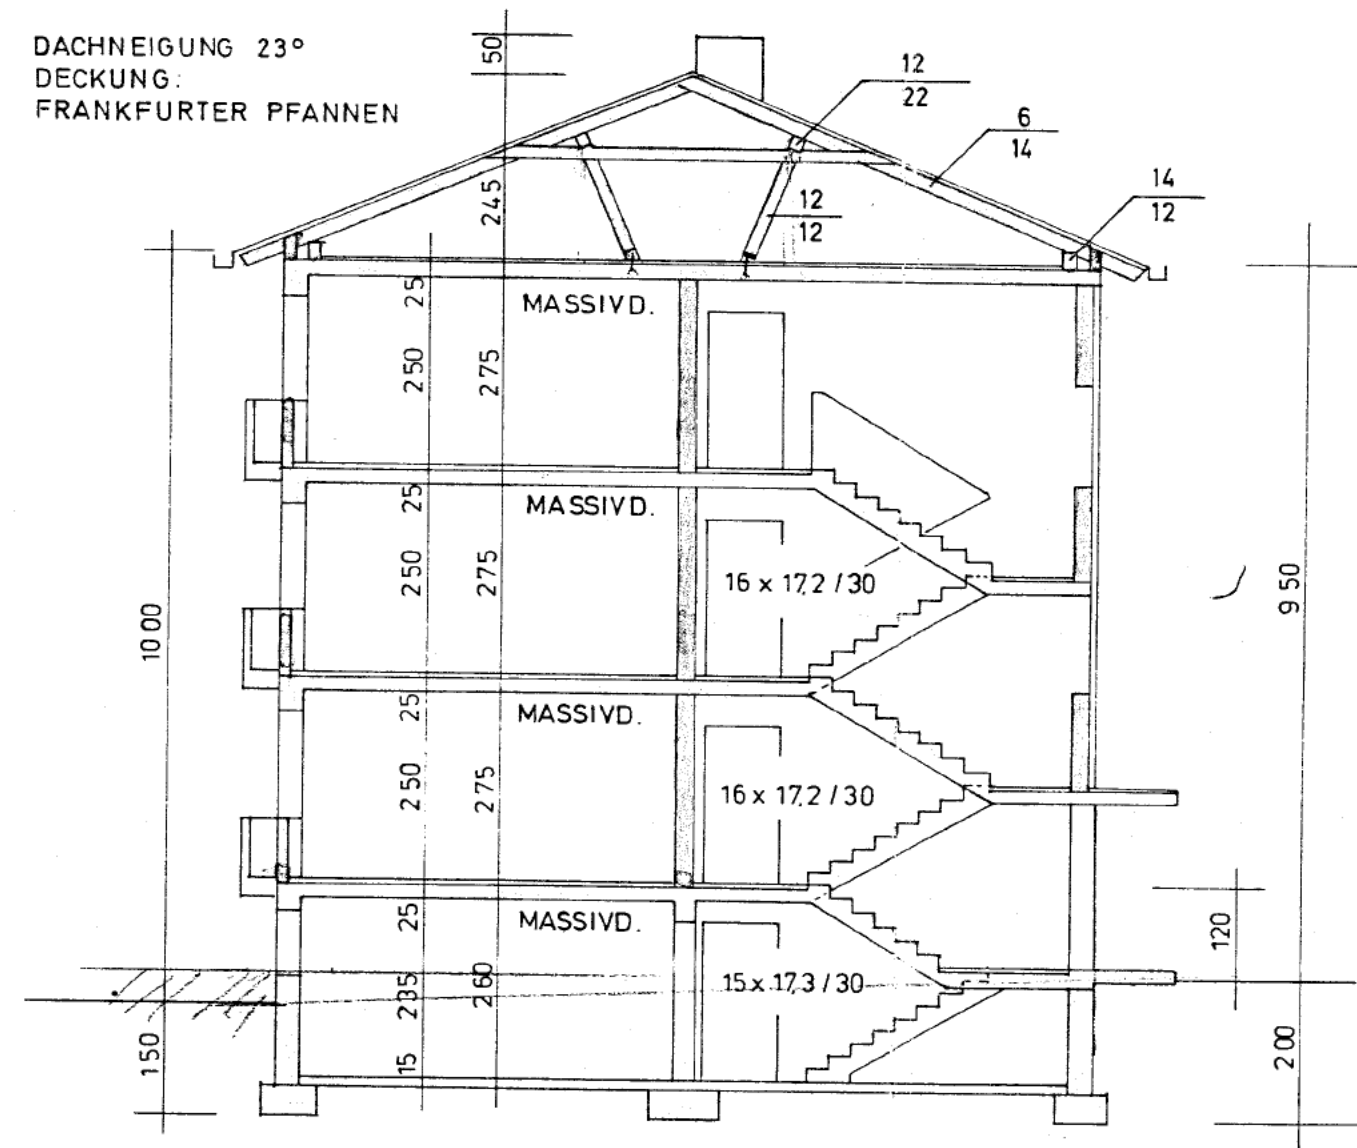 DACHNEIGUNG 23°
DECKUNG:
FRANKFURTER PFANNEN
50
12
22
6
14
14
12
12
12
245
25
MASSIVD.
250
275
25
MASSIVD.
250
275
16 x 17,2 / 30
1000
950
25
MASSIVD.
250
275
16 x 17,2 / 30
25
MASSIVD.
120
235
260
15 x 17,3 / 30
150
15
200